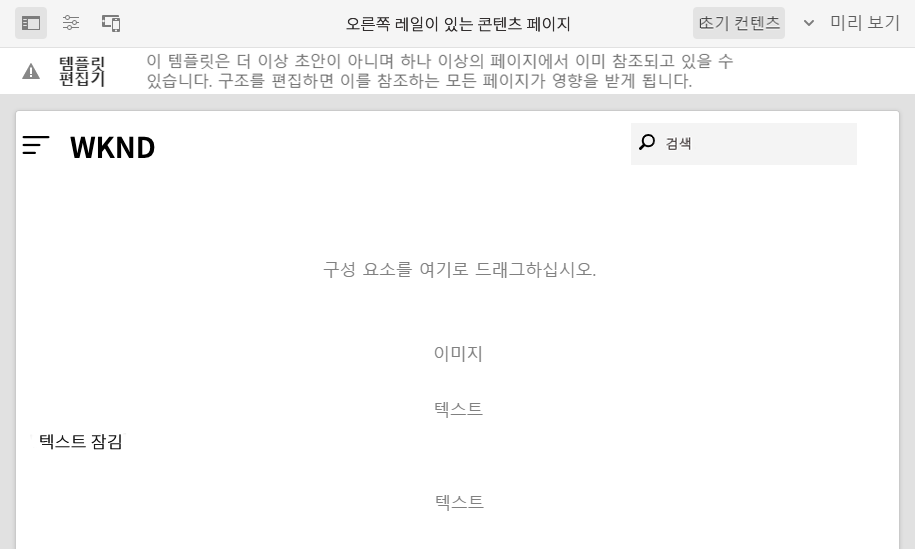 오른쪽 레일이 있는 콘텐츠 페이지
초기 컨텐츠
미리 보기
템플릿
편집기
이 템플릿은 더 이상 초안이 아니며 하나 이상의 페이지에서 이미 참조되고 있을 수
있습니다. 구조를 편집하면 이를 참조하는 모든 페이지가 영향을 받게 됩니다.
WKND
검색
구성 요소를 여기로 드래그하십시오.
이미지
텍스트
텍스트 잠김
텍스트